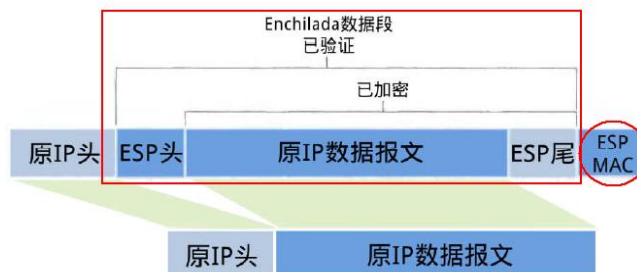 Enchilada数据段
已验证
已加密
原IP头
ESP头
原IP数据报文
ESP尾
ESP
MAC
原IP头
原IP数据报文